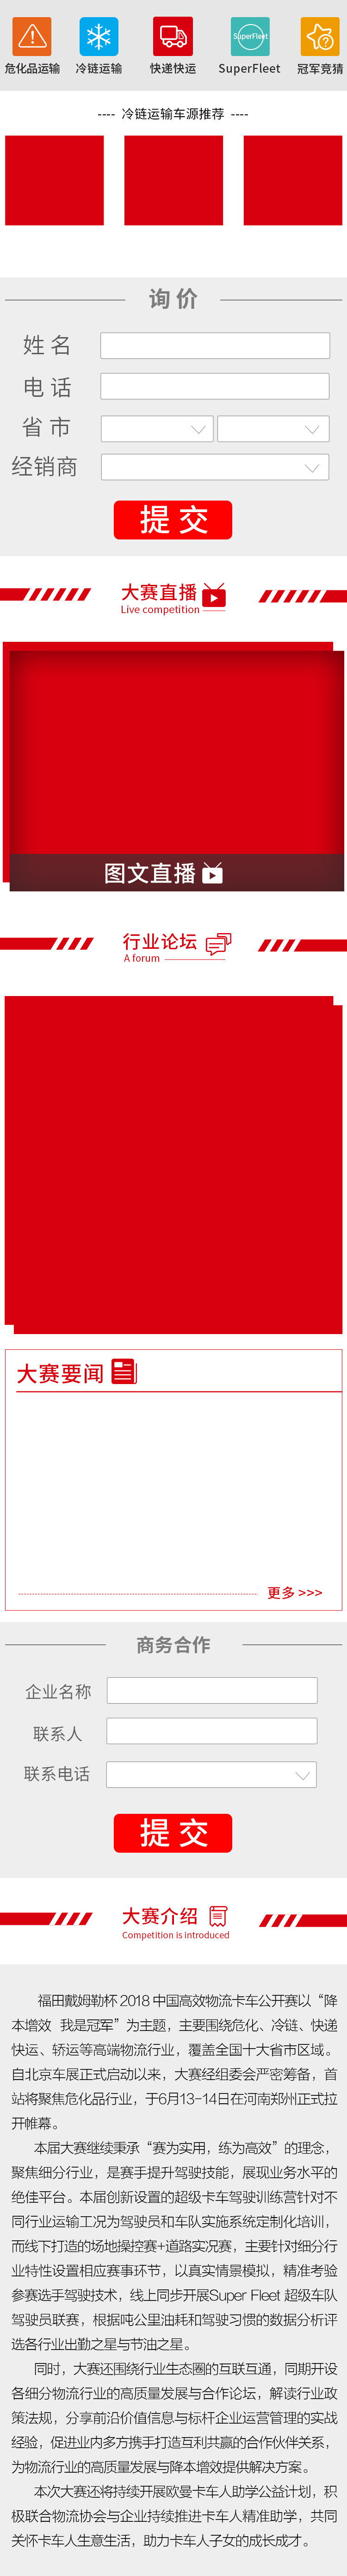 SuperFleet
危化品运输 冷链运输 快递快运 SuperFleet 冠军竞猜
---- 冷链运输车源推荐 ----
询价
姓名
电话
省市
经销商
提交
大赛直播
Live competition
图文直播
行业论坛
A forum
大赛要闻
更多 >>>
商务合作
企业名称
联系人
联系电话
提交
大赛介绍
Competition is introduced
福田戴姆勒杯2018中国高效物流卡车公开赛以“降
本增效 我是冠军”为主题，主要围绕危化、冷链、快递
快运、轿运等高端物流行业，覆盖全国十大省市区域。
自北京车展正式启动以来，大赛经组委会严密筹备，首
站将聚焦危化品行业，于6月13-14日在河南郑州正式拉
开帷幕。
本届大赛继续秉承“赛为实用，练为高效”的理念，
聚焦细分行业，是赛手提升驾驶技能，展现业务水平的
绝佳平台。本届创新设置的超级卡车驾驶训练营针对不
同行业运输工况为驾驶员和车队实施系统定制化培训，
而线下打造的场地操控赛+道路实况赛，主要针对细分行
业特性设置相应赛事环节，以真实情景模拟，精准考验
参赛选手驾驶技术，线上同步开展Super Fleet 超级车队
驾驶员联赛，根据吨公里油耗和驾驶习惯的数据分析评
选各行业出勤之星与节油之星。
同时，大赛还围绕行业生态圈的互联互通，同期开设
各细分物流行业的高质量发展与合作论坛，解读行业政
策法规，分享前沿价值信息与标杆企业运营管理的实战
经验，促进业内多方携手打造互利共赢的合作伙伴关系，
为物流行业的高质量发展与降本增效提供解决方案。
本次大赛还将持续开展欧曼卡车人助学公益计划，积
极联合物流协会与企业持续推进卡车人精准助学，共同
关怀卡车人生意生活，助力卡车人子女的成长成才。